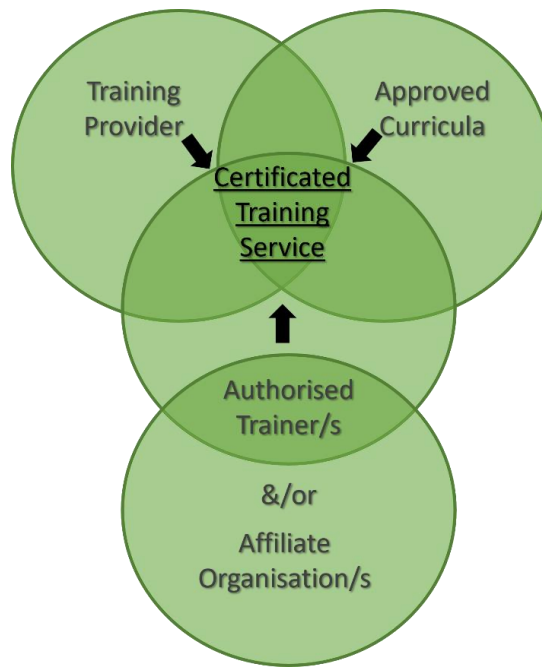 Training
Provider
Approved
Curricula
Certificated
Training
Service
Authorised
Trainer/s
&/or
Affiliate
Organisation/s